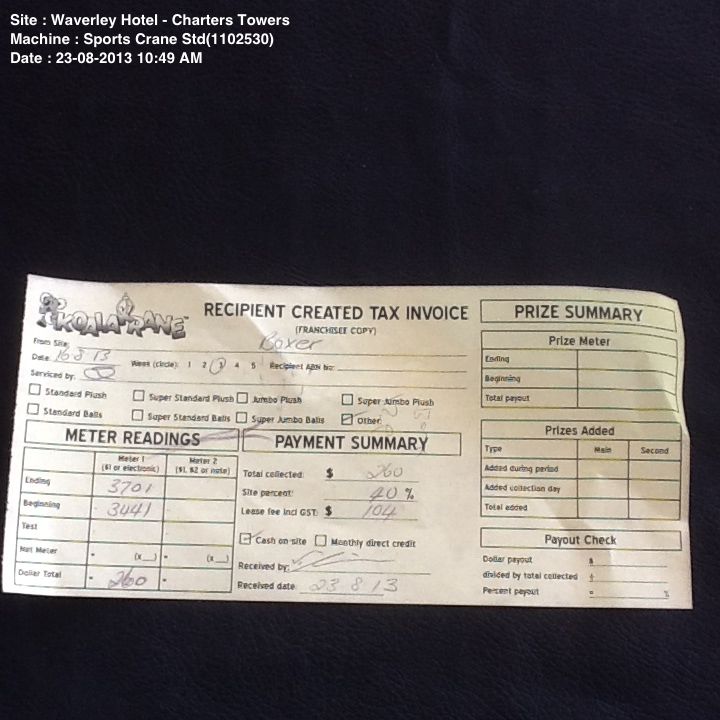 Site : Waverley Hotel - Charters Towers
Machine : Sports Crane Std(1102530)
Date : 23-08-2013 10:49 AM
KOALA CRANE
RECIPIENT CREATED TAX INVOICE
(FRANCHISEE COPY)
From Site: Boxer
Date: 16 8 13 Week (circle): 1 2 3 4 5 Recipient ABN No:
Serviced by:
Standard Plush Super Standard Plush Jumbo Plush Super Jumbo Plush
Standard Balls Super Standard Balls Super Jumbo Balls Other
METER READINGS
Meter 1 ($1 or electronic) Meter 2 ($1, $2 or note)
Ending 3701
Beginning 3441
Test
Net Meter = (x ) = (x )
Dollar Total = 260 =
PAYMENT SUMMARY
Total collected: $ 260
Site percent: 40 %
Lease fee incl GST: $ 104
Cash on-site Monthly direct credit
Received by:
Received date: 23 8 13
PRIZE SUMMARY
Prize Meter
Ending
Beginning
Total payout
Prizes Added
Type Main Second
Added during period
Added collection day
Total added
Payout Check
Dollar payout $
divided by total collected ÷
Percent payout = %